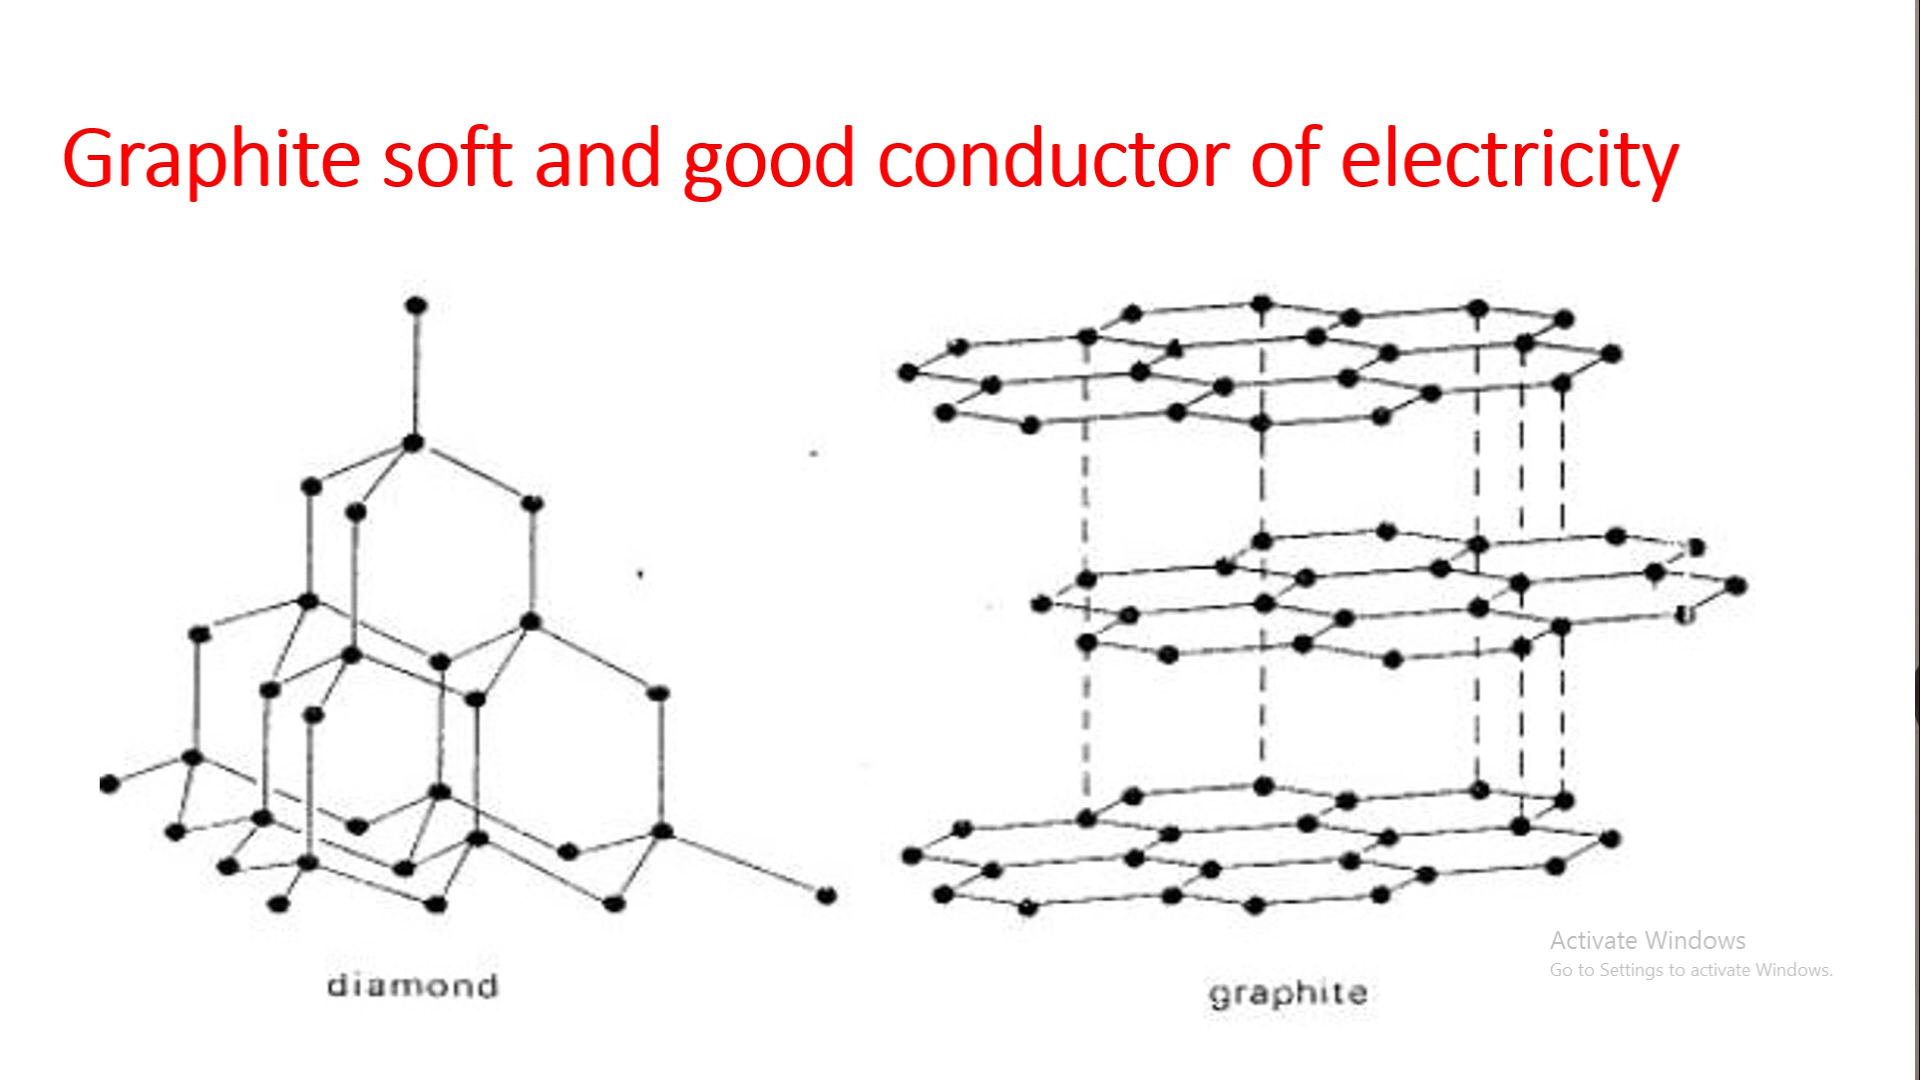 Graphite soft and good conductor of electricity
diamond
graphite
Activate Windows
Go to Settings to activate Windows.